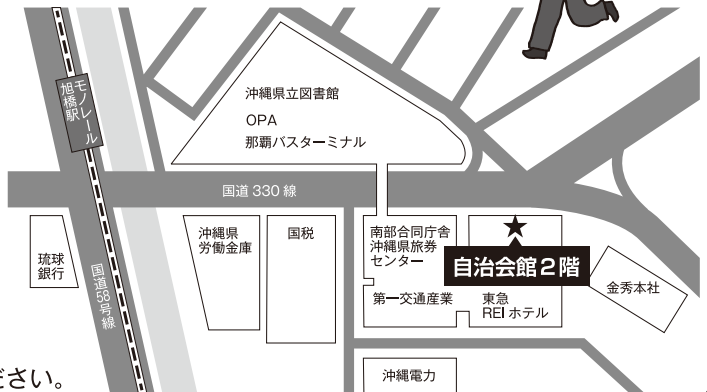 沖縄県立図書館
OPA
那覇バスターミナル
モノレール
旭橋駅
国道 330 線
琉球
銀行
国道58号線
沖縄県
労働金庫
国税
南部合同庁舎
沖縄県旅券
センター
★
自治会館2階
第一交通産業
東急
REI ホテル
金秀本社
沖縄電力
ださい。